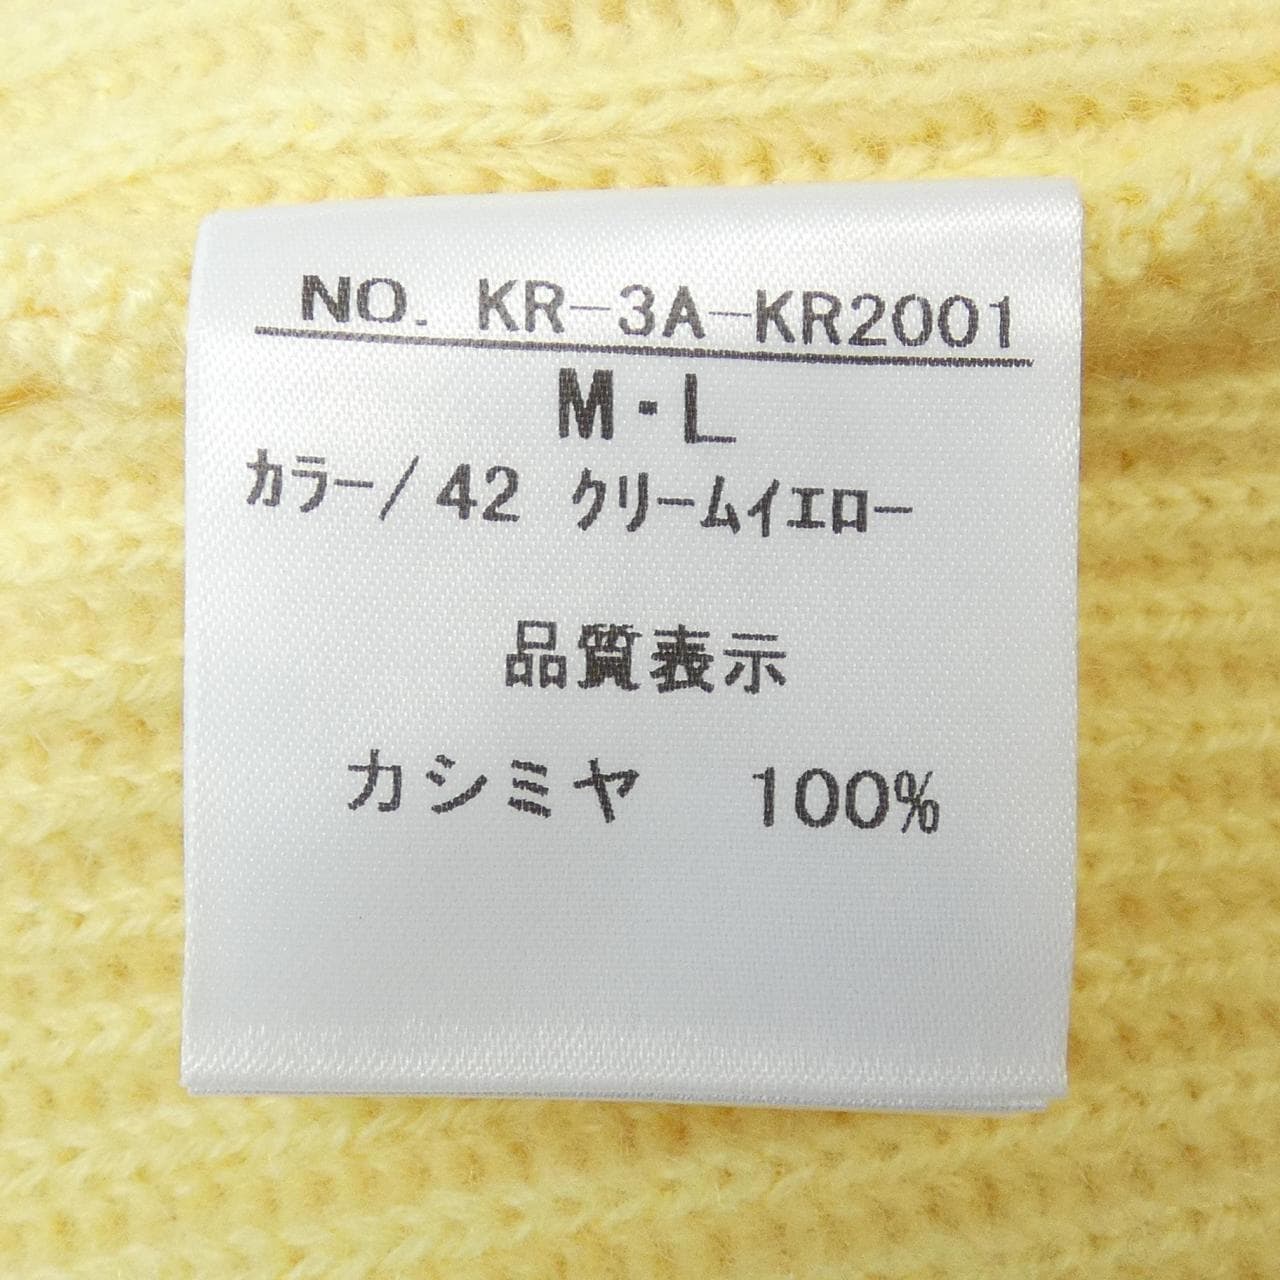 NO. KR-3A-KR2001
M・L
カラー/42 クリームイエロー
品質表示
カシミヤ 100%